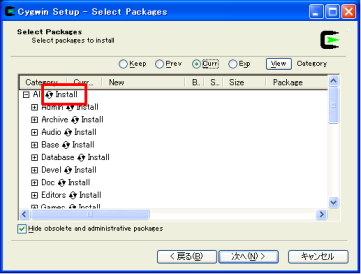 Cygwin Setup - Select Packages
Select Packages
Select packages to install
Keep Prev Curr Exp View Category
Category Curr... New B.. S.. Size Package
All Install
Admin Install
Archive Install
Audio Install
Base Install
Database Install
Devel Install
Doc Install
Editors Install
Games Install
Hide obsolete and administrative packages
< 戻る(B) 次へ(N) > キャンセル